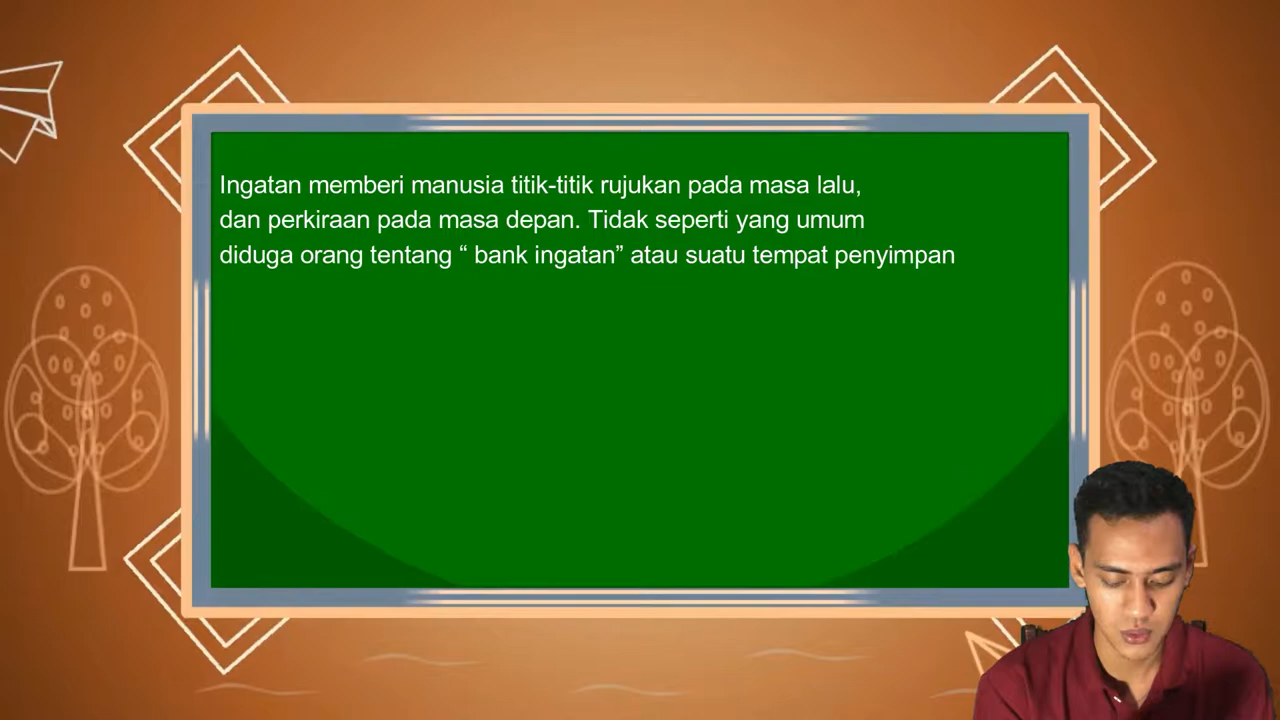 Ingatan memberi manusia titik-titik rujukan pada masa lalu,
dan perkiraan pada masa depan. Tidak seperti yang umum
diduga orang tentang “ bank ingatan” atau suatu tempat penyimpan